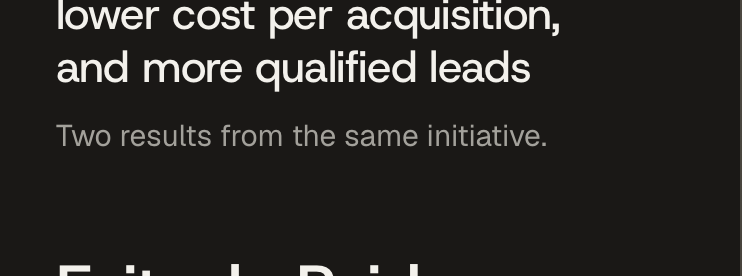 lower cost per acquisition,
and more qualified leads
Two results from the same initiative.